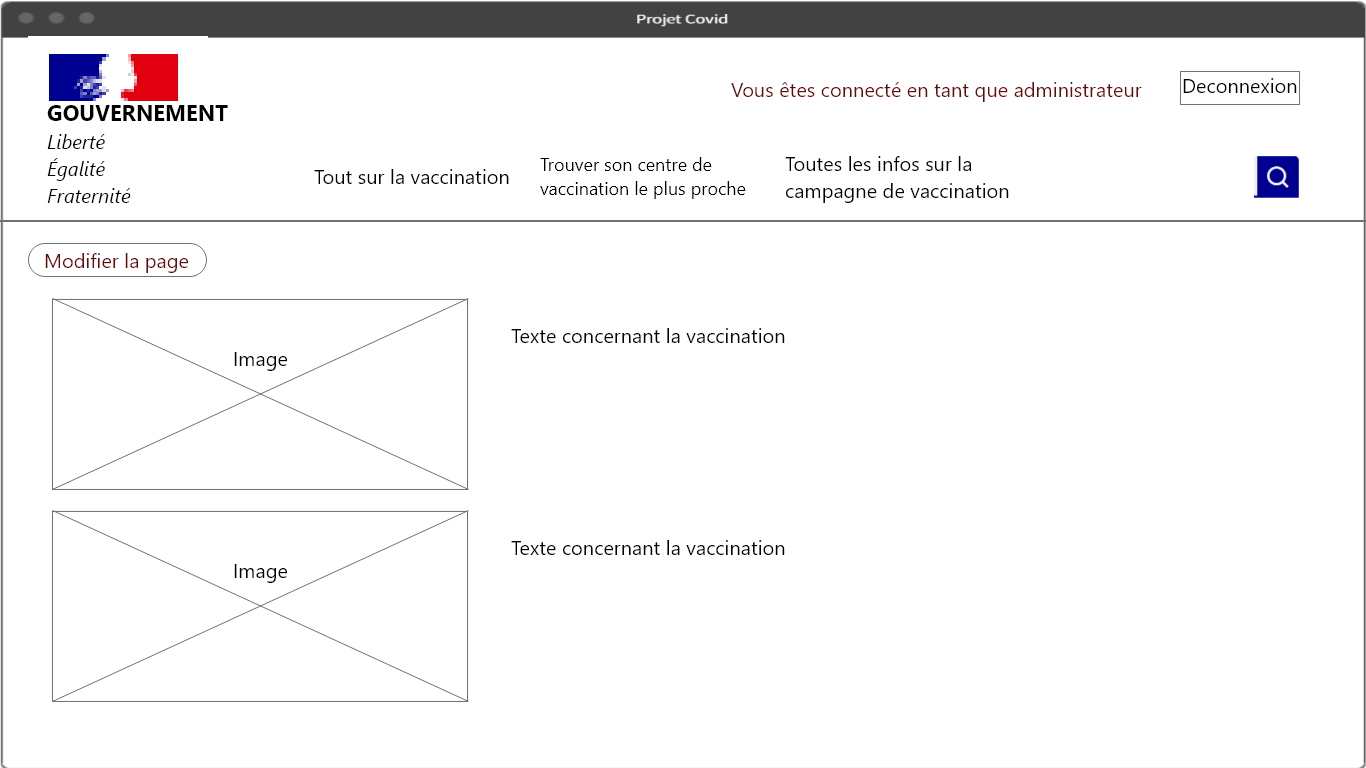 Projet Covid
GOUVERNEMENT
Liberté
Égalité
Fraternité
Vous êtes connecté en tant que administrateur
Deconnexion
Tout sur la vaccination
Trouver son centre de
vaccination le plus proche
Toutes les infos sur la
campagne de vaccination
Modifier la page
Image
Texte concernant la vaccination
Image
Texte concernant la vaccination